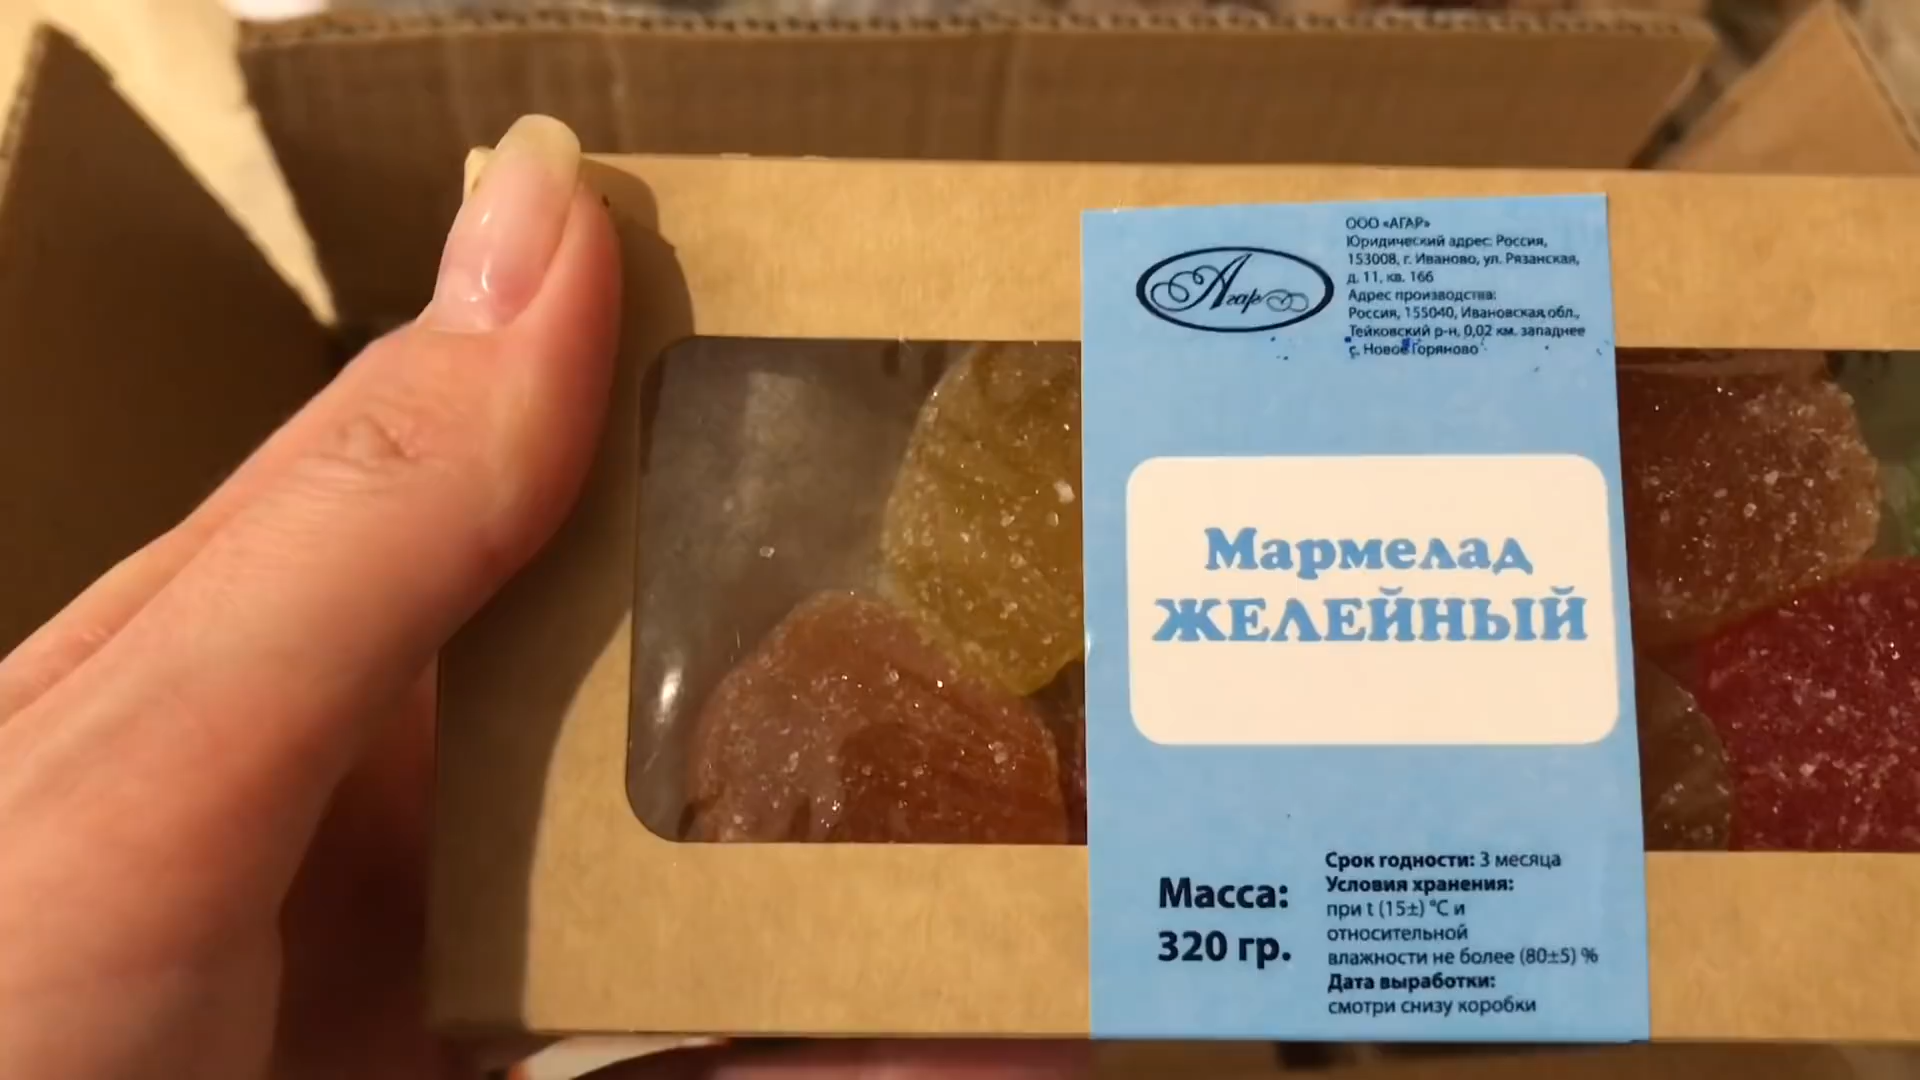 Агар
ООО «АГАР»
Юридический адрес: Россия,
153008, г. Иваново, ул. Рязанская,
д. 11, кв. 166
Адрес производства:
Россия, 155040, Ивановская обл.,
Тейковский р-н, 0,02 км. западнее
с. Новое Горяново
Мармелад
ЖЕЛЕЙНЫЙ
Масса:
320 гр.
Срок годности: 3 месяца
Условия хранения:
при t (15±) °C и
относительной
влажности не более (80±5) %
Дата выработки:
смотри снизу коробки